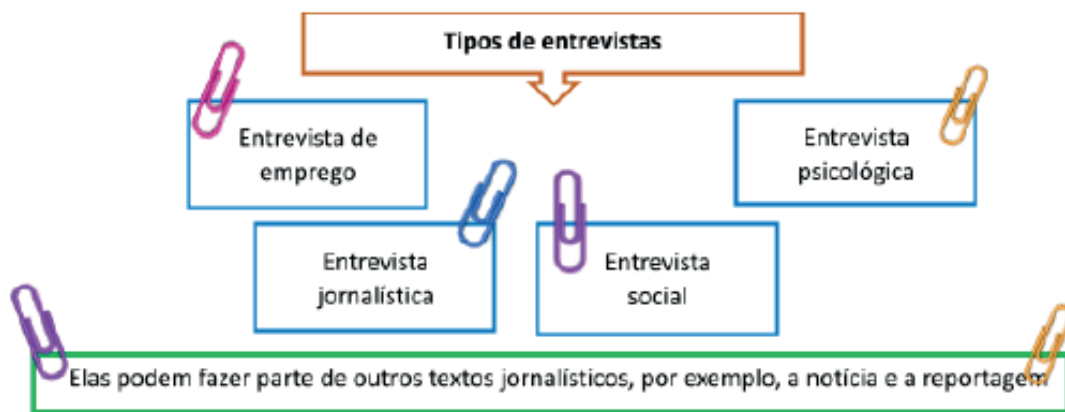 Tipos de entrevistas
Entrevista de
emprego
Entrevista
psicológica
Entrevista
jornalística
Entrevista
social
Elas podem fazer parte de outros textos jornalísticos, por exemplo, a notícia e a reportagem